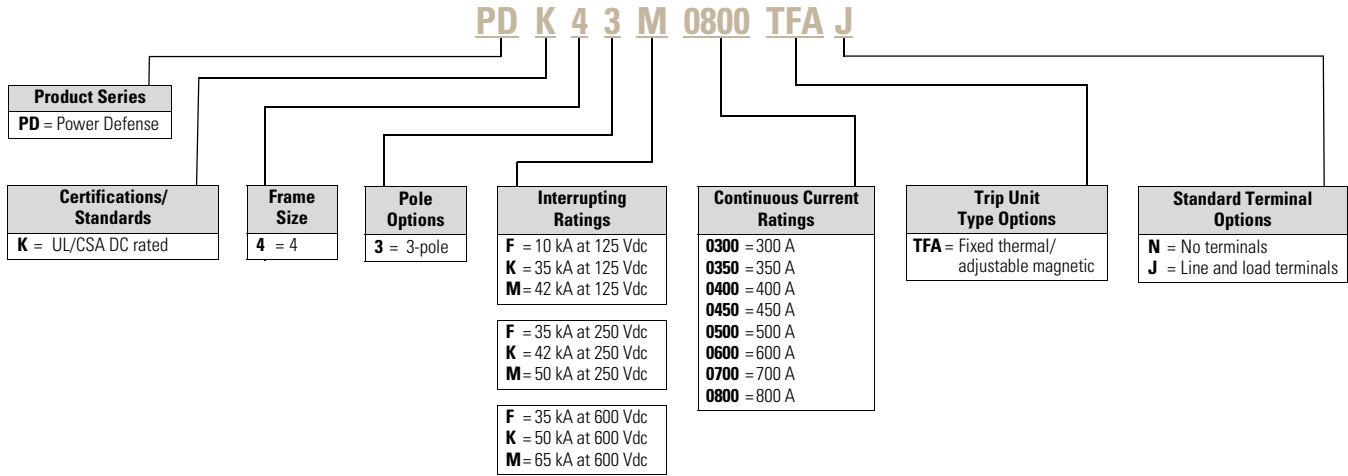 PD K 4 3 M 0800 TFA J
Product Series
PD = Power Defense
Certifications/
Standards
K = UL/CSA DC rated
Frame
Size
4 = 4
Pole
Options
3 = 3-pole
Interrupting
Ratings
F = 10 kA at 125 Vdc
K = 35 kA at 125 Vdc
M = 42 kA at 125 Vdc
F = 35 kA at 250 Vdc
K = 42 kA at 250 Vdc
M = 50 kA at 250 Vdc
F = 35 kA at 600 Vdc
K = 50 kA at 600 Vdc
M = 65 kA at 600 Vdc
Continuous Current
Ratings
0300 = 300 A
0350 = 350 A
0400 = 400 A
0450 = 450 A
0500 = 500 A
0600 = 600 A
0700 = 700 A
0800 = 800 A
Trip Unit
Type Options
TFA = Fixed thermal/
adjustable magnetic
Standard Terminal
Options
N = No terminals
J = Line and load terminals